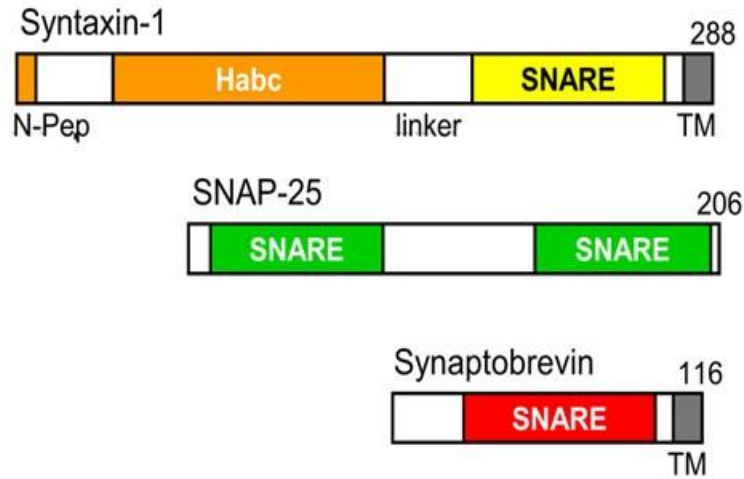 Syntaxin-1
288
Habc
SNARE
N-Pep
linker
TM
SNAP-25
206
SNARE
SNARE
Synaptobrevin
116
SNARE
TM